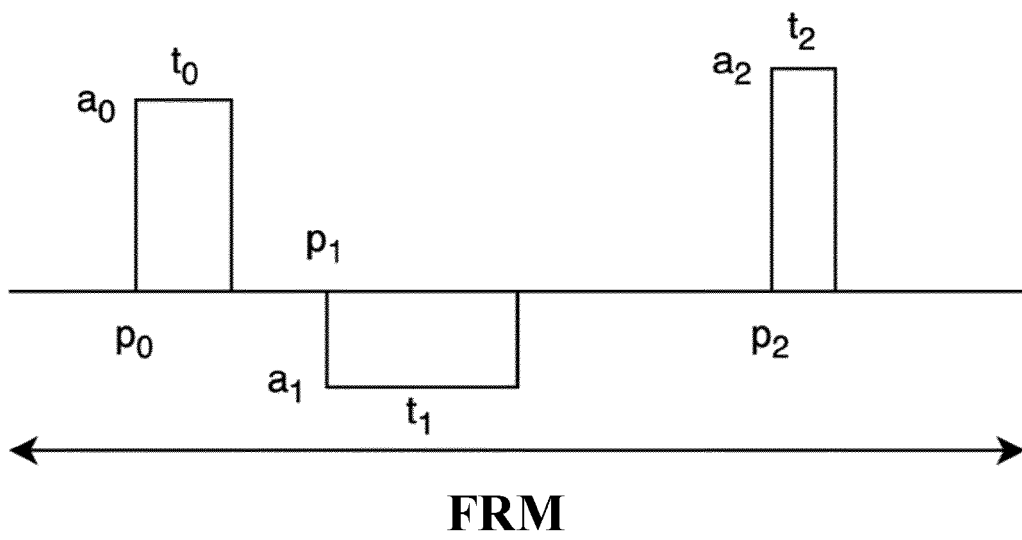 t₂
t₀
a₂
a₀
p₁
p₀
p₂
a₁
t₁
FRM